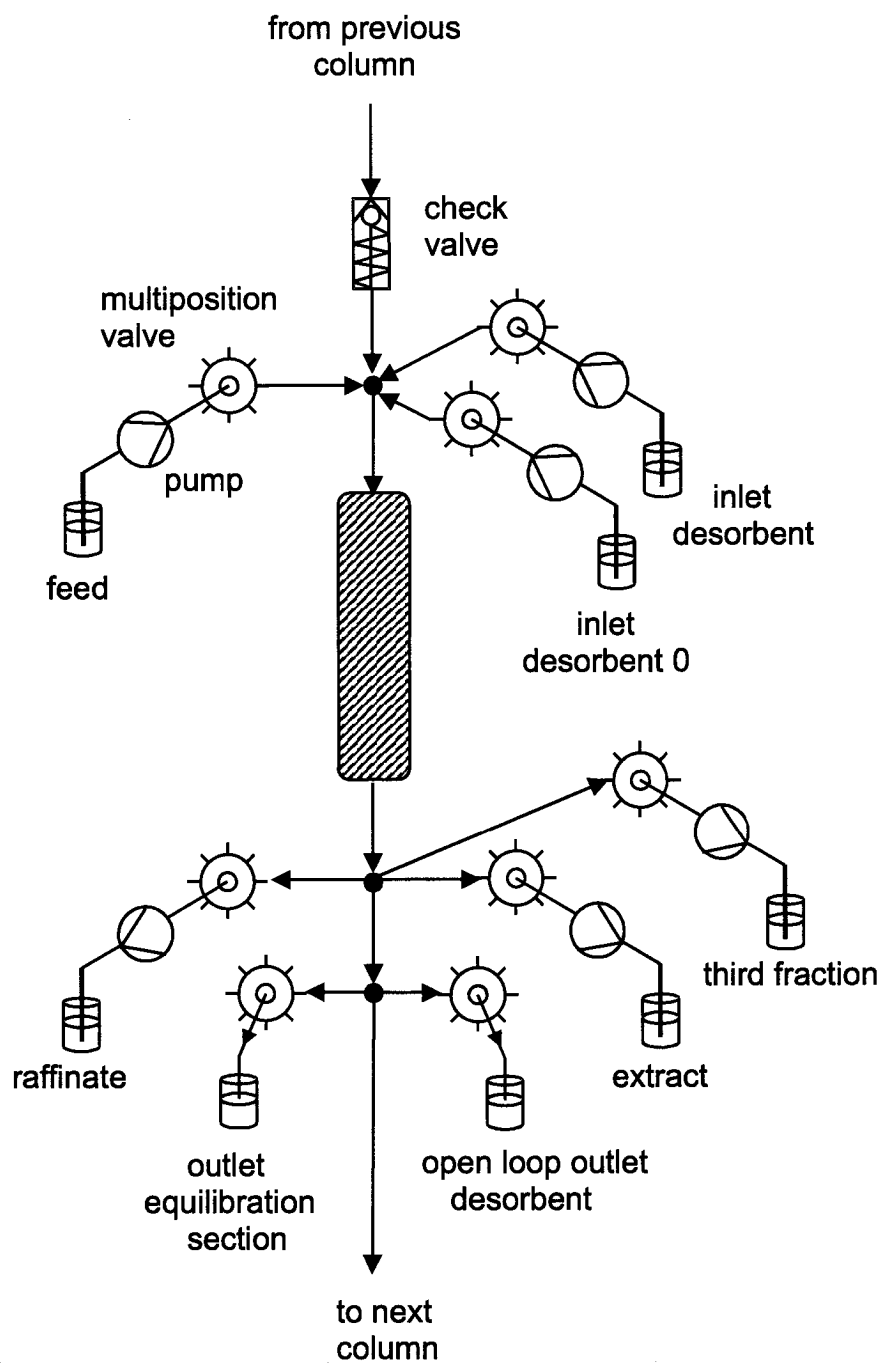 from previous
column
check
valve
multiposition
valve
pump
feed
inlet
desorbent
inlet
desorbent 0
third fraction
raffinate
extract
outlet
equilibration
section
open loop outlet
desorbent
to next
column